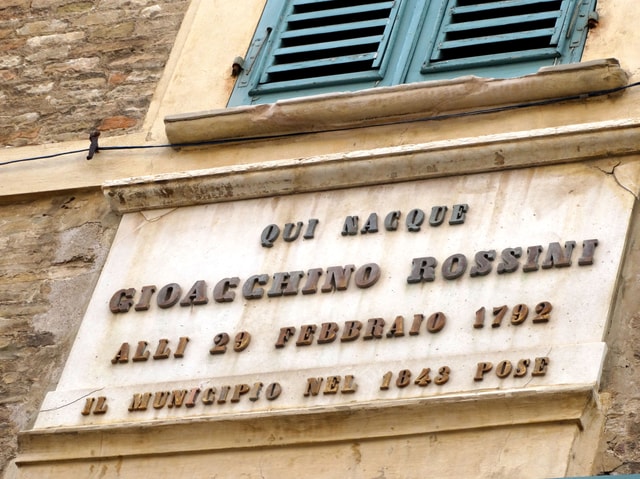 QUI NACQUE
GIOACCHINO ROSSINI
ALLI 29 FEBBRAIO 1792
IL MUNICIPIO NEL 1843 POSE